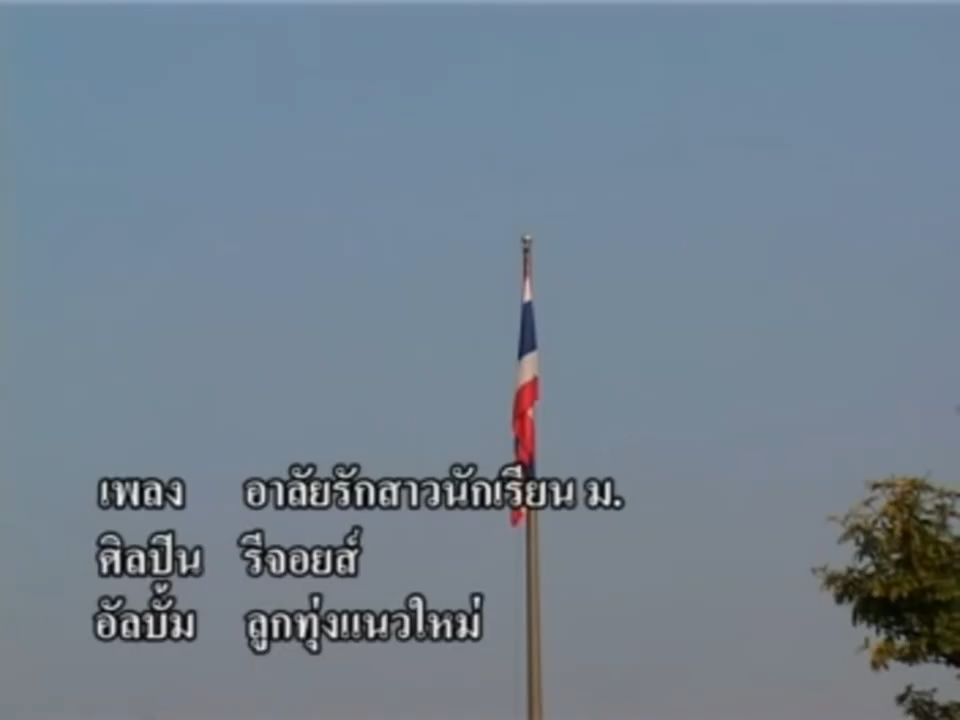 เพลง อาลัยรักสาวนักเรียน ม.
ศิลปิน รีจอยส์
อัลบั้ม ลูกทุ่งแนวใหม่